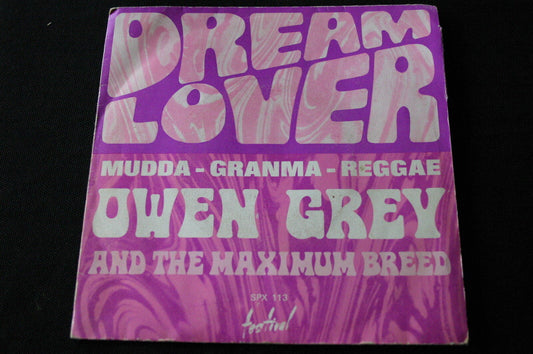 DREAM
LOVER
MUDDA - GRANMA - REGGAE
OWEN GREY
AND THE MAXIMUM BREED
SPX 113
festival